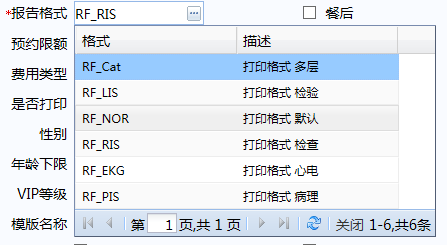 *报告格式 RF_RIS ... 餐后
预约限额
费用类型
是否打印
性别
年龄下限
VIP等级
模版名称
格式 描述
RF_Cat 打印格式 多层
RF_LIS 打印格式 检验
RF_NOR 打印格式 默认
RF_RIS 打印格式 检查
RF_EKG 打印格式 心电
RF_PIS 打印格式 病理
第 1 页,共 1 页 关闭 1-6,共6条